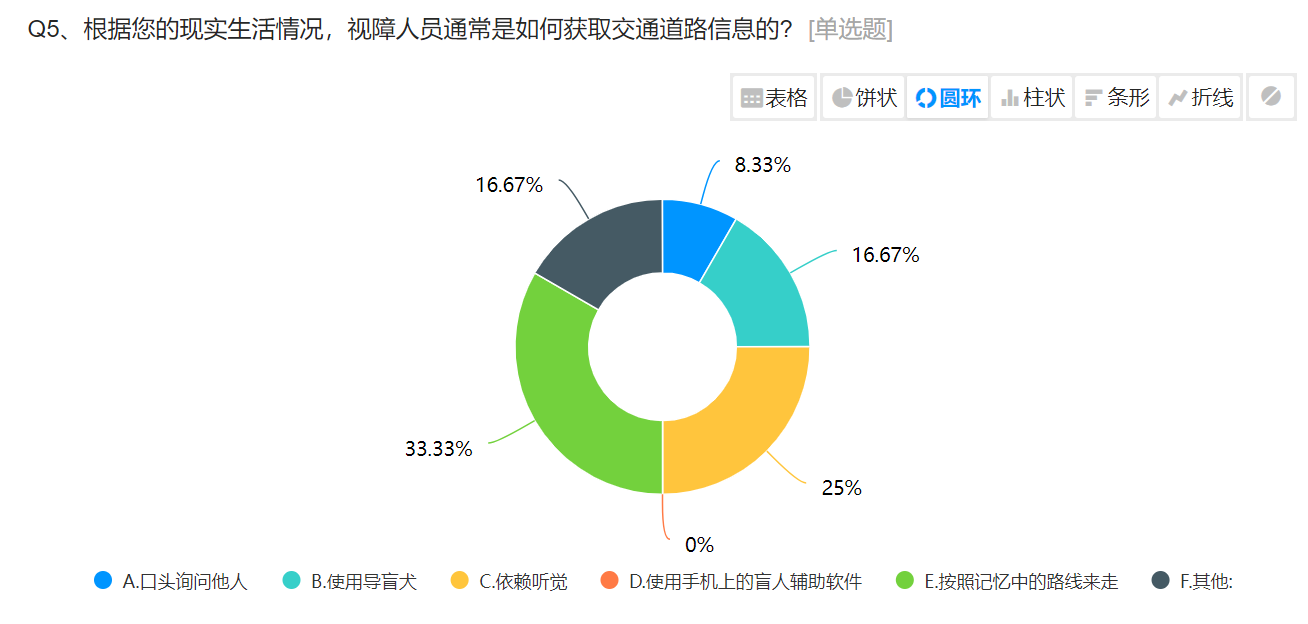 Q5、根据您的现实生活情况，视障人员通常是如何获取交通道路信息的？ [单选题]
表格 饼状 圆环 柱状 条形 折线
8.33%
16.67%
16.67%
33.33%
25%
0%
A.口头询问他人 B.使用导盲犬 C.依赖听觉 D.使用手机上的盲人辅助软件 E.按照记忆中的路线来走 F.其他: